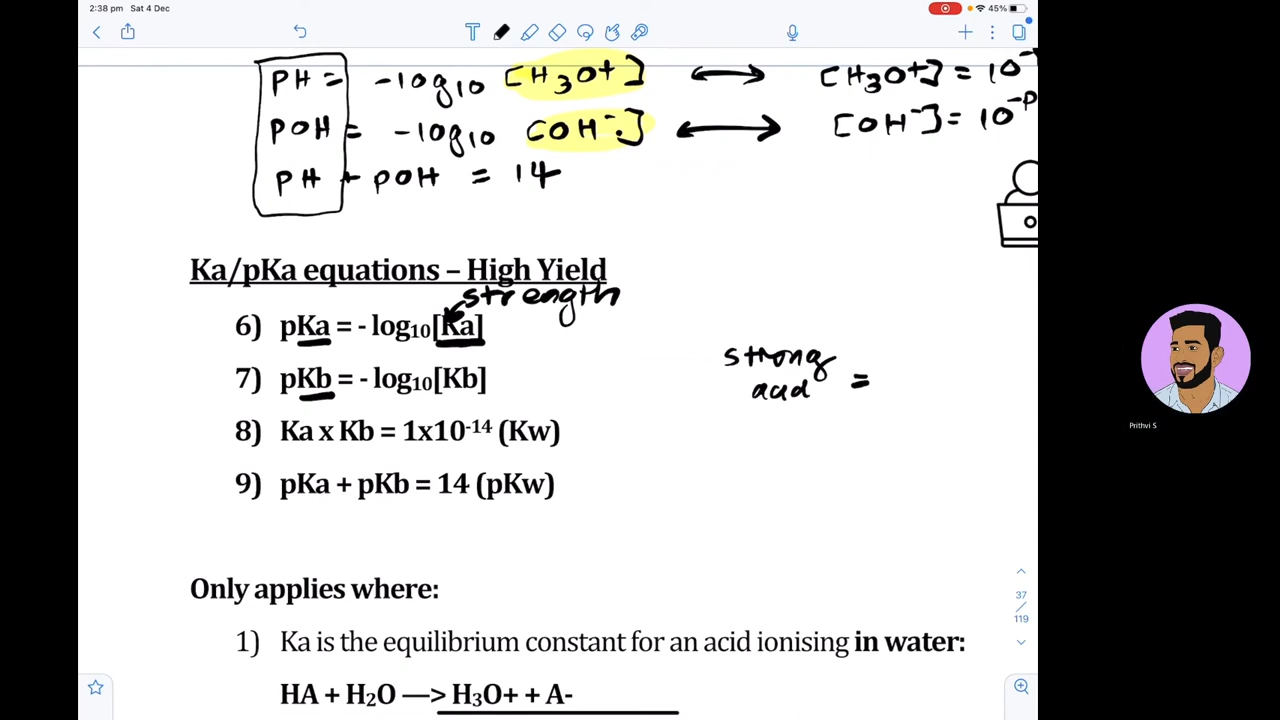 2:38 pm Sat 4 Dec
45%
PH = -log10 [H3O+] ⟷ [H3O+] = 10-
POH = -log10 [OH-.] ⟷ [OH-] = 10-P
PH + POH = 14
Ka/pKa equations – High Yield
strength
6) pKa = - log10[Ka]
strong
acid =
7) pKb = - log10[Kb]
8) Ka x Kb = 1x10-14 (Kw)
9) pKa + pKb = 14 (pKw)
Only applies where:
1) Ka is the equilibrium constant for an acid ionising in water:
HA + H2O —> H3O+ + A-
37
/
119
Prithvi S